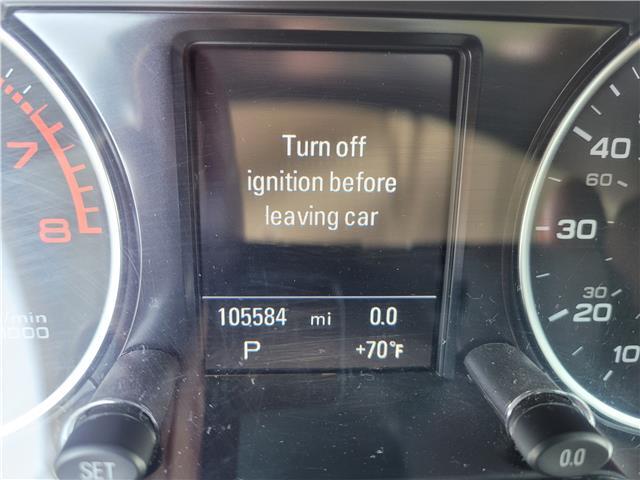 Turn off
ignition before
leaving car
105584 mi 0.0
P +70°F
7
8
/min
000
40
60
30
30
20
10
SET
0.0